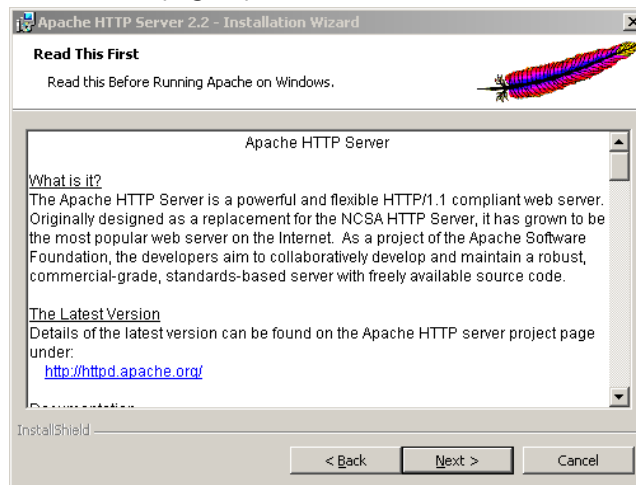 Apache HTTP Server 2.2 - Installation Wizard
Read This First
Read this Before Running Apache on Windows.
Apache HTTP Server
What is it?
The Apache HTTP Server is a powerful and flexible HTTP/1.1 compliant web server.
Originally designed as a replacement for the NCSA HTTP Server, it has grown to be
the most popular web server on the Internet. As a project of the Apache Software
Foundation, the developers aim to collaboratively develop and maintain a robust,
commercial-grade, standards-based server with freely available source code.
The Latest Version
Details of the latest version can be found on the Apache HTTP server project page
under:
http://httpd.apache.org/
InstallShield
< Back
Next >
Cancel